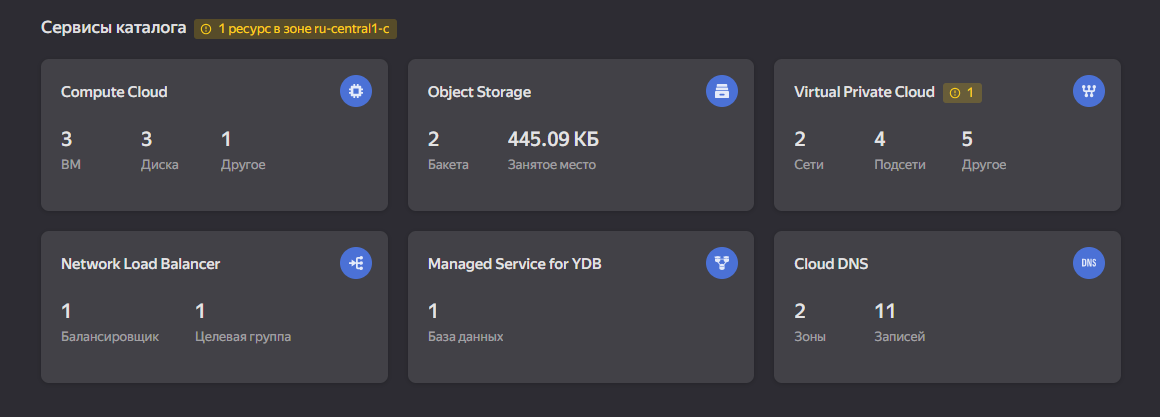 Сервисы каталога 1 ресурс в зоне ru-central1-c
Compute Cloud
3 3 1
ВМ Диска Другое
Object Storage
2 445.09 КБ
Бакета Занятое место
Virtual Private Cloud 1
2 4 5
Сети Подсети Другое
Network Load Balancer
1 1
Балансировщик Целевая группа
Managed Service for YDB
1
База данных
Cloud DNS DNS
2 11
Зоны Записей